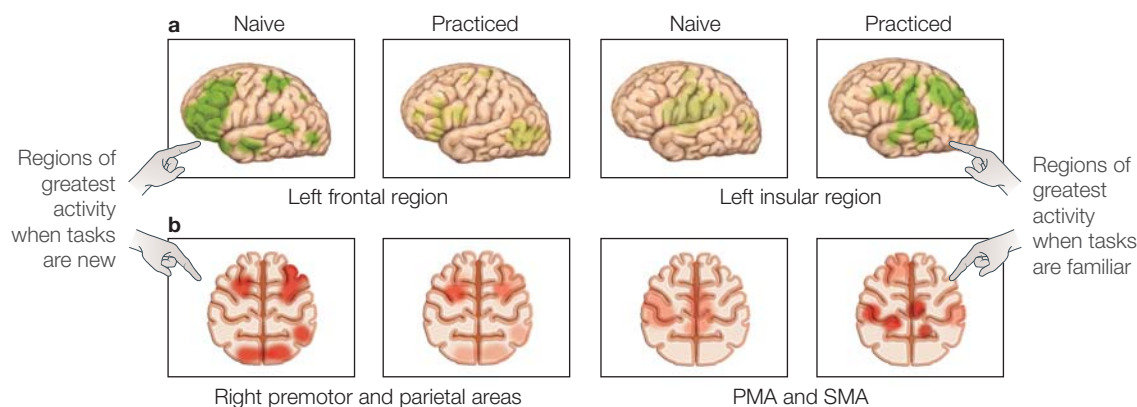 a
Naive
Practiced
Naive
Practiced
Regions of
greatest
activity
when tasks
are new
Left frontal region
Left insular region
Regions of
greatest
activity
when tasks
are familiar
b
Right premotor and parietal areas
PMA and SMA